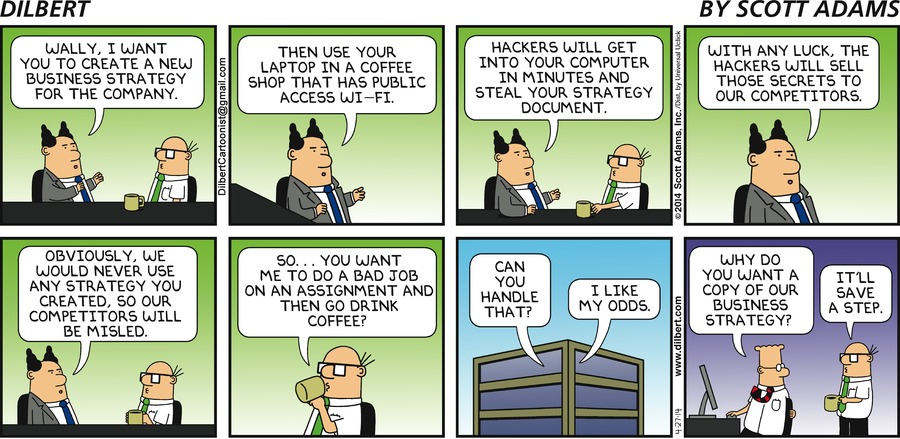 DILBERT
BY SCOTT ADAMS
WALLY, I WANT
YOU TO CREATE A NEW
BUSINESS STRATEGY
FOR THE COMPANY.
DilbertCartoonist@gmail.com
THEN USE YOUR
LAPTOP IN A COFFEE
SHOP THAT HAS PUBLIC
ACCESS WI-FI.
HACKERS WILL GET
INTO YOUR COMPUTER
IN MINUTES AND
STEAL YOUR STRATEGY
DOCUMENT.
©2014 Scott Adams, Inc./Dist. by Universal Uclick
WITH ANY LUCK, THE
HACKERS WILL SELL
THOSE SECRETS TO
OUR COMPETITORS.
OBVIOUSLY, WE
WOULD NEVER USE
ANY STRATEGY YOU
CREATED, SO OUR
COMPETITORS WILL
BE MISLED.
SO... YOU WANT
ME TO DO A BAD JOB
ON AN ASSIGNMENT AND
THEN GO DRINK
COFFEE?
CAN
YOU
HANDLE
THAT?
I LIKE
MY ODDS.
4-27-14 www.dilbert.com
WHY DO
YOU WANT A
COPY OF OUR
BUSINESS
STRATEGY?
IT'LL
SAVE
A STEP.